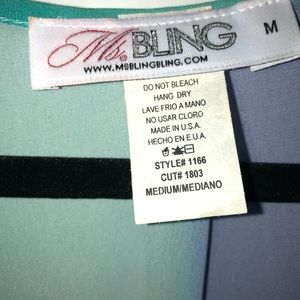 Ms. BLING
M
WWW.MSBLINGBLING.COM
DO NOT BLEACH
HANG DRY
LAVE FRIO A MANO
NO USAR CLORO
MADE IN U.S.A.
HECHO EN E.U.A.
STYLE# 1166
CUT# 1803
MEDIUM/MEDIANO